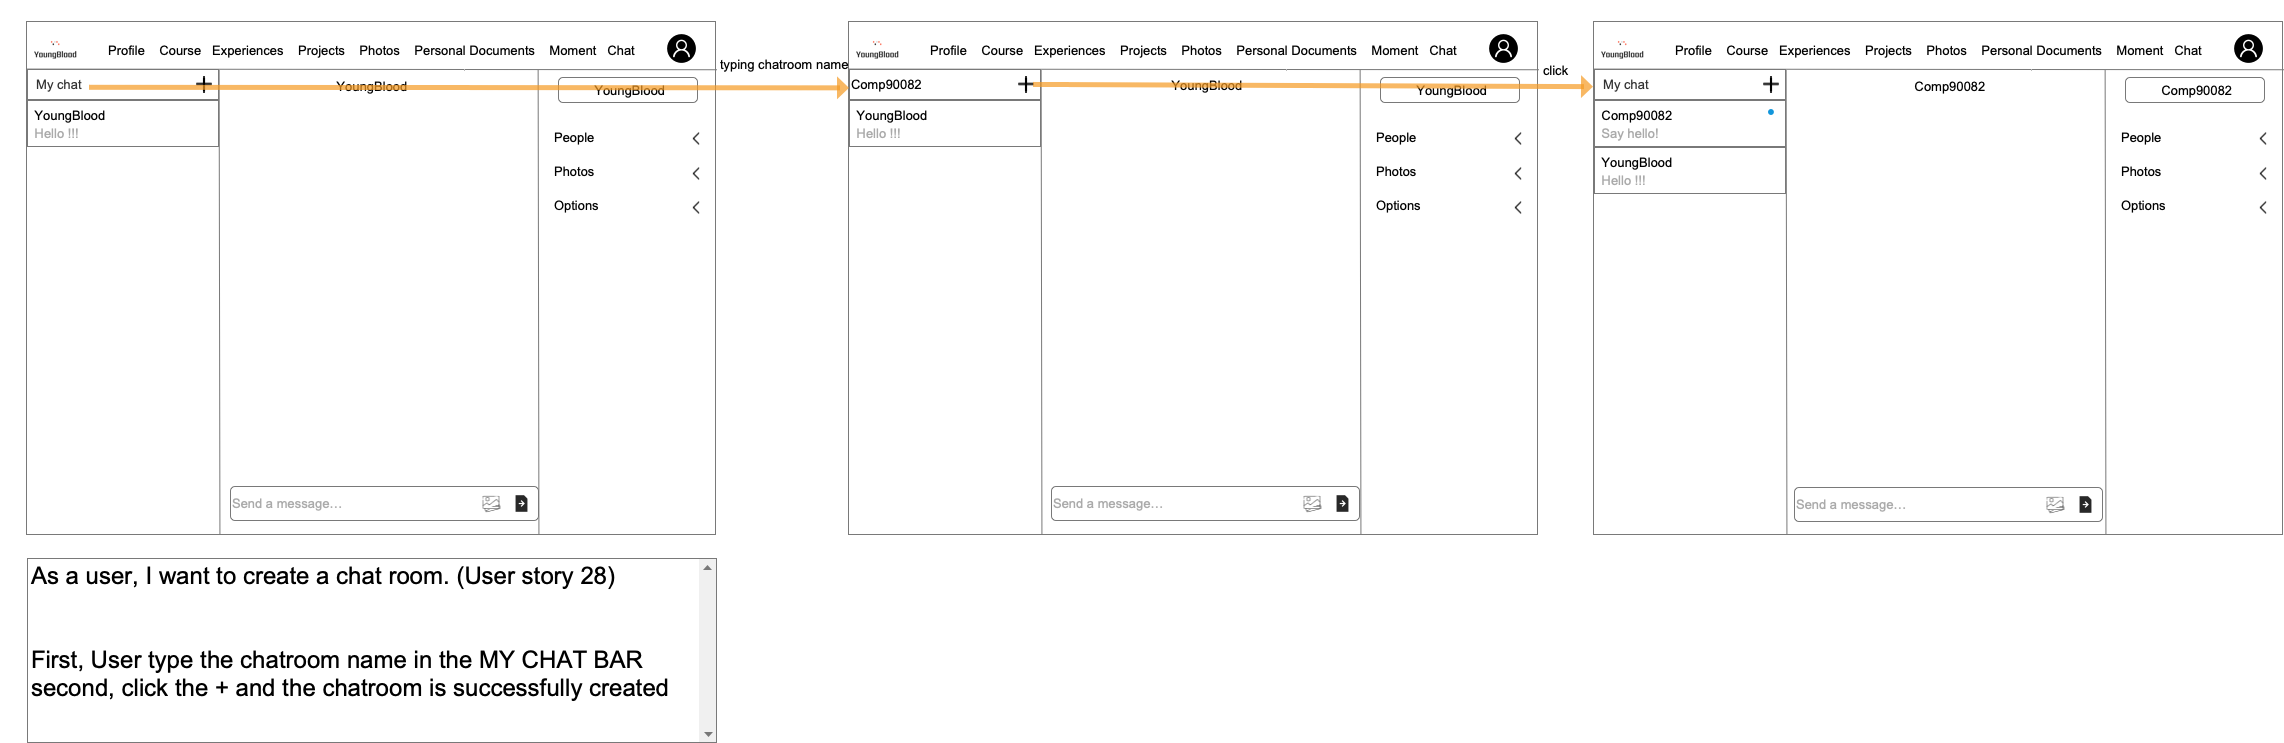 YoungBlood
Profile Course Experiences Projects Photos Personal Documents Moment Chat
My chat
YoungBlood
Hello !!!
YoungBlood
YoungBlood
People
Photos
Options
Send a message...
typing chatroom name
YoungBlood
Profile Course Experiences Projects Photos Personal Documents Moment Chat
Comp90082
YoungBlood
Hello !!!
YoungBlood
YoungBlood
People
Photos
Options
Send a message...
click
YoungBlood
Profile Course Experiences Projects Photos Personal Documents Moment Chat
My chat
Comp90082
Say hello!
YoungBlood
Hello !!!
Comp90082
Comp90082
People
Photos
Options
Send a message...
As a user, I want to create a chat room. (User story 28)
First, User type the chatroom name in the MY CHAT BAR
second, click the + and the chatroom is successfully created